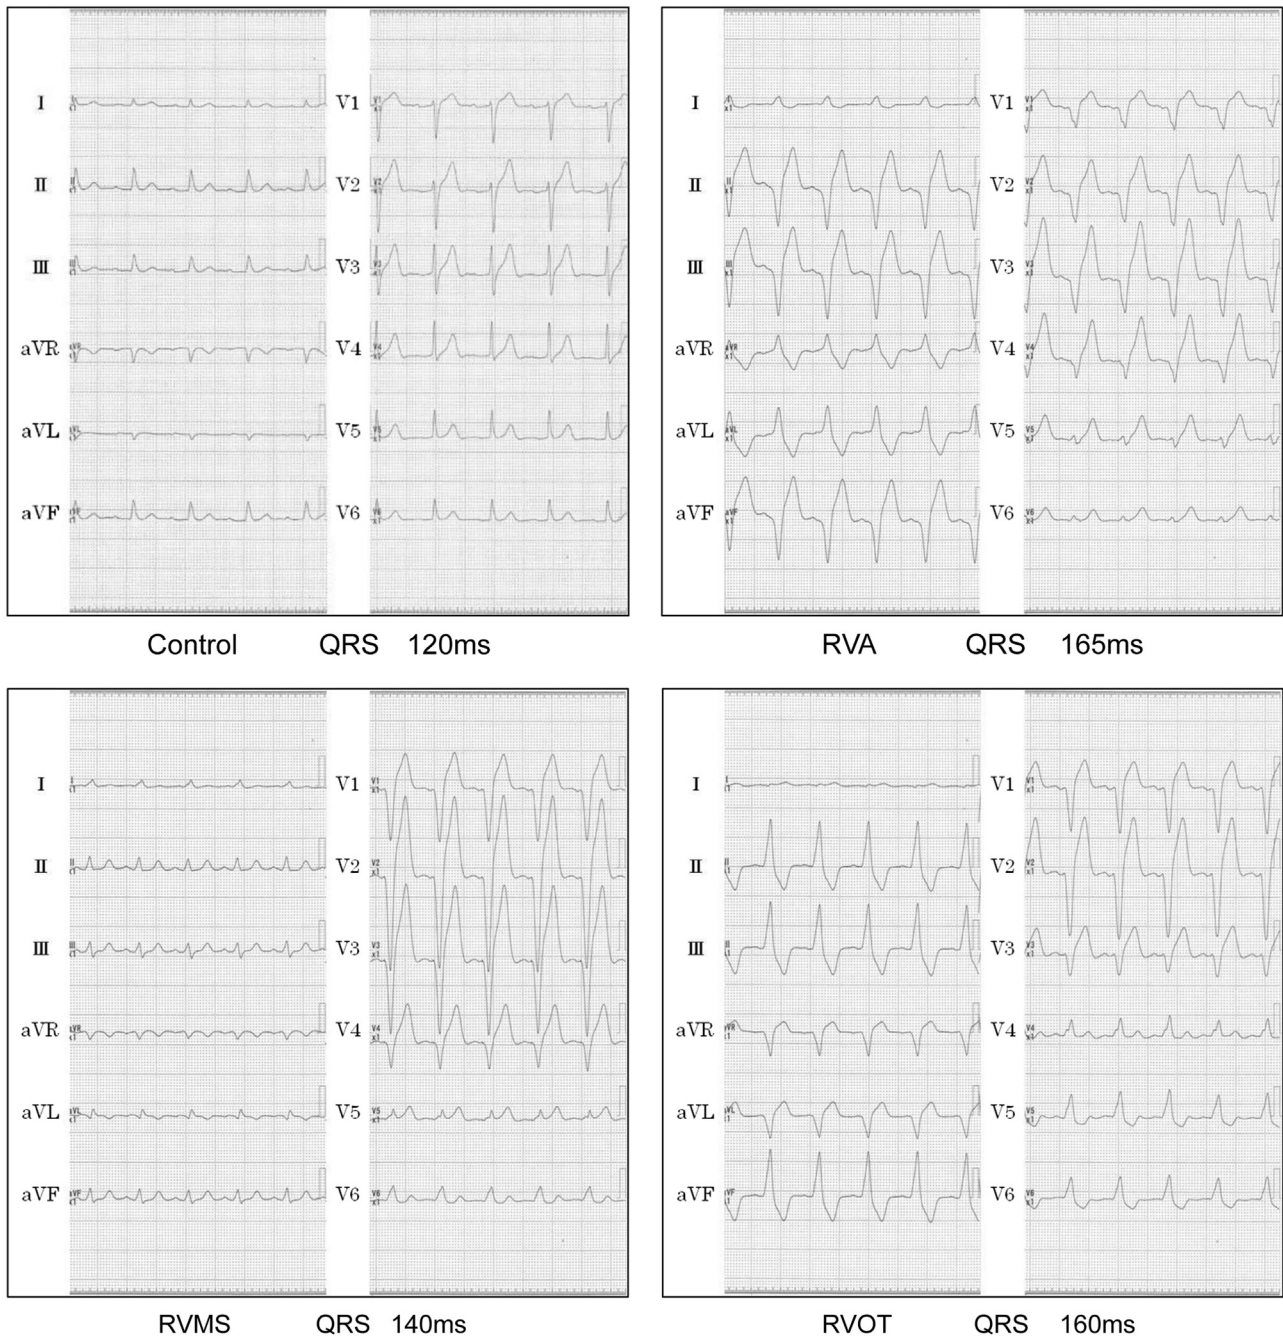 I V1
II V2
III V3
aVR V4
aVL V5
aVF V6
Control QRS 120ms
I V1
II V2
III V3
aVR V4
aVL V5
aVF V6
RVA QRS 165ms
I V1
II V2
III V3
aVR V4
aVL V5
aVF V6
RVMS QRS 140ms
I V1
II V2
III V3
aVR V4
aVL V5
aVF V6
RVOT QRS 160ms